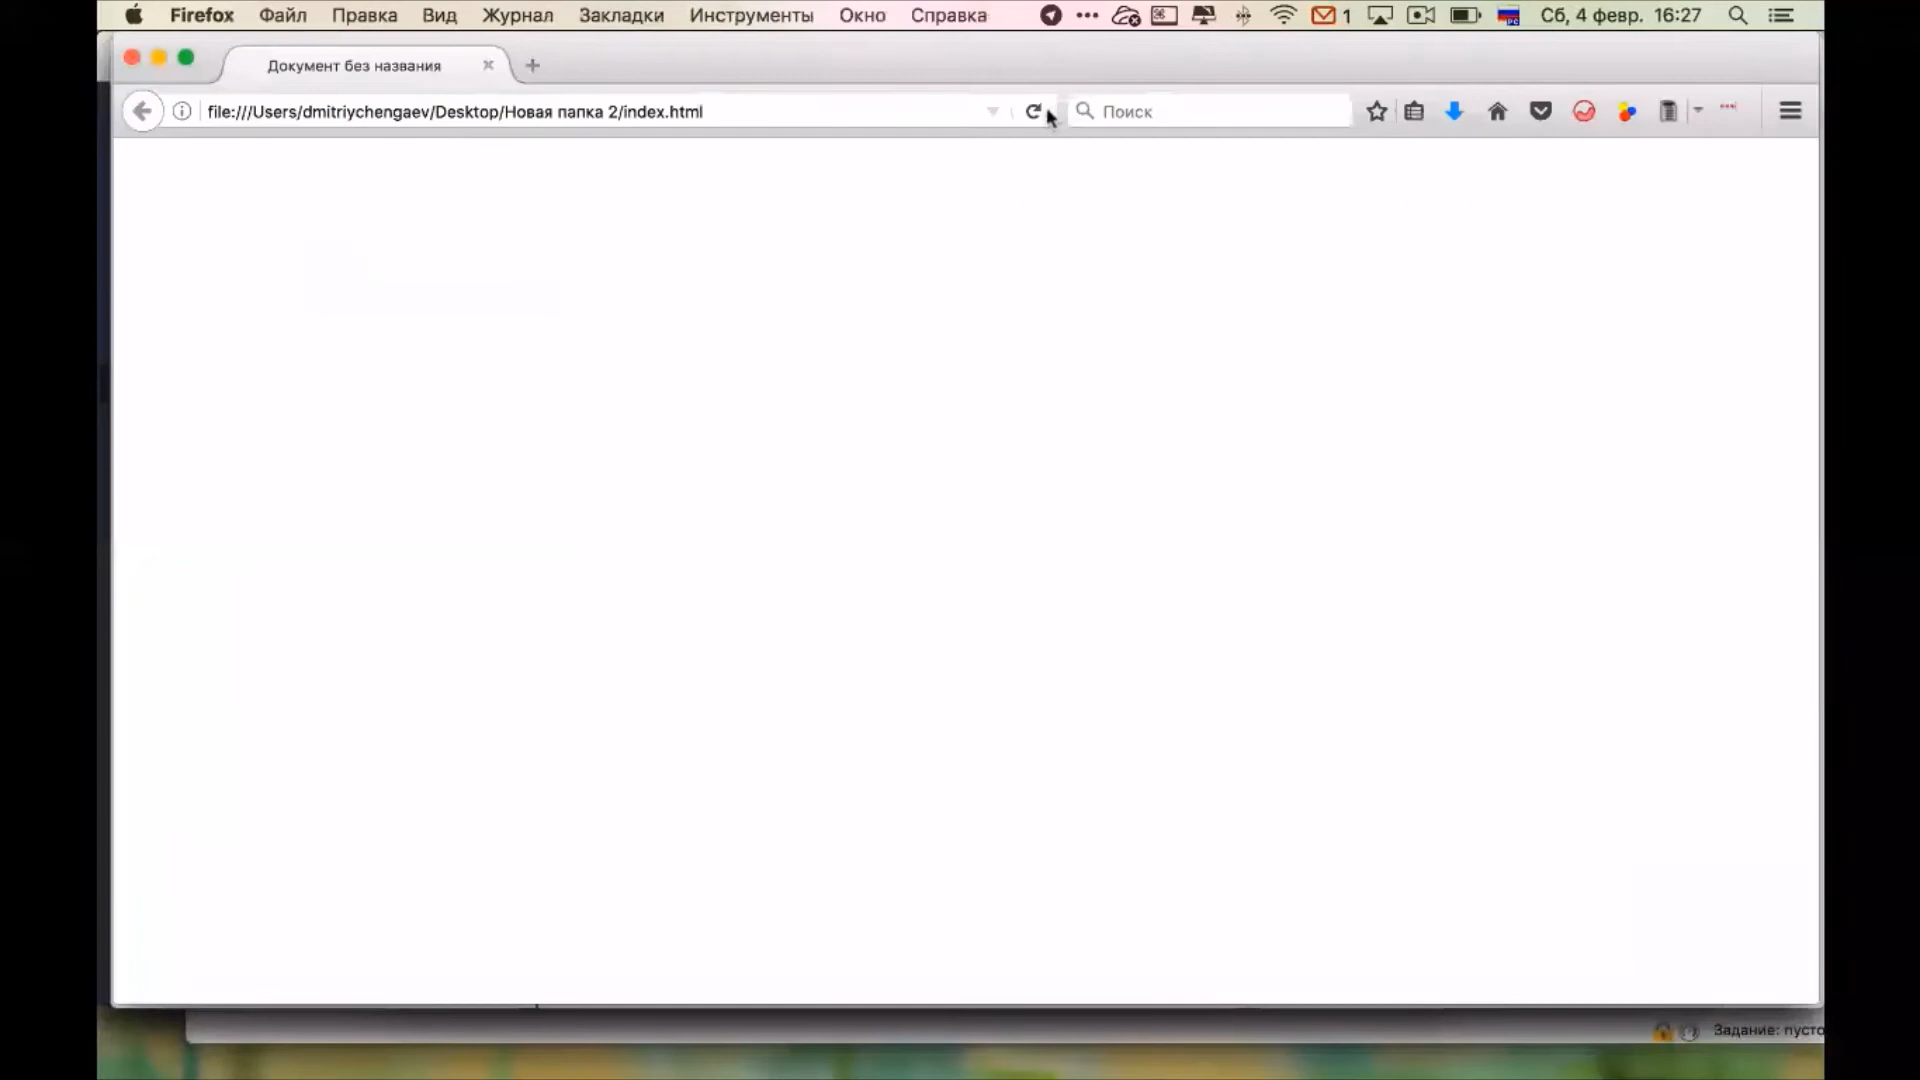 Firefox Файл Правка Вид Журнал Закладки Инструменты Окно Справка 1 Сб, 4 февр. 16:27
Документ без названия
file:///Users/dmitriychengaev/Desktop/Новая папка 2/index.html Поиск
Задание: пусто